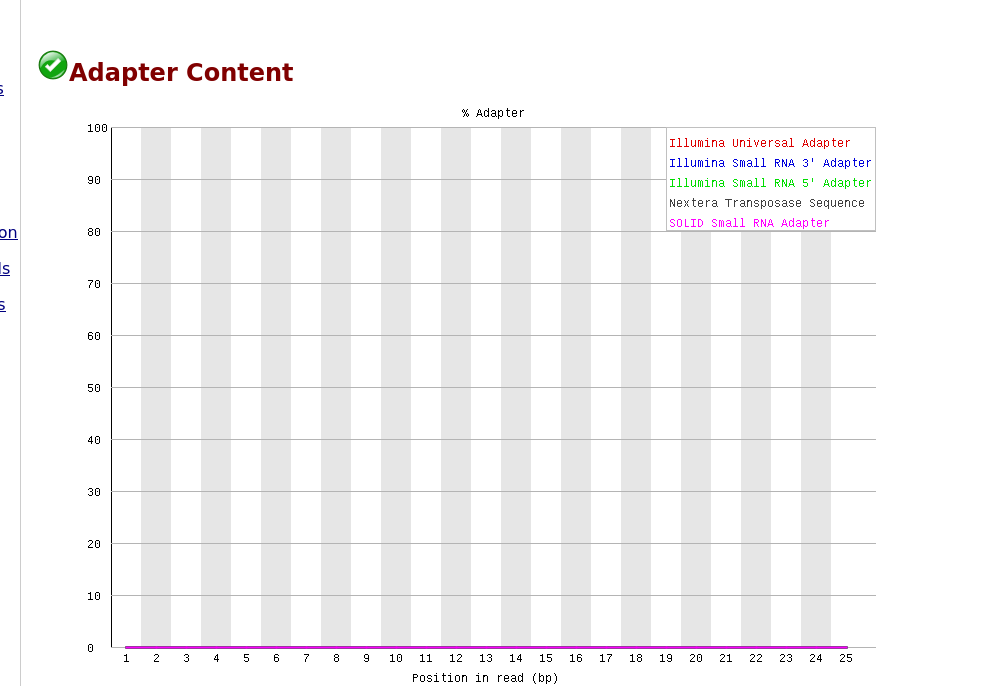 Adapter Content
s
on
ls
s
% Adapter
100
90
80
70
60
50
40
30
20
10
0
Illumina Universal Adapter
Illumina Small RNA 3' Adapter
Illumina Small RNA 5' Adapter
Nextera Transposase Sequence
SOLID Small RNA Adapter
1 2 3 4 5 6 7 8 9 10 11 12 13 14 15 16 17 18 19 20 21 22 23 24 25
Position in read (bp)